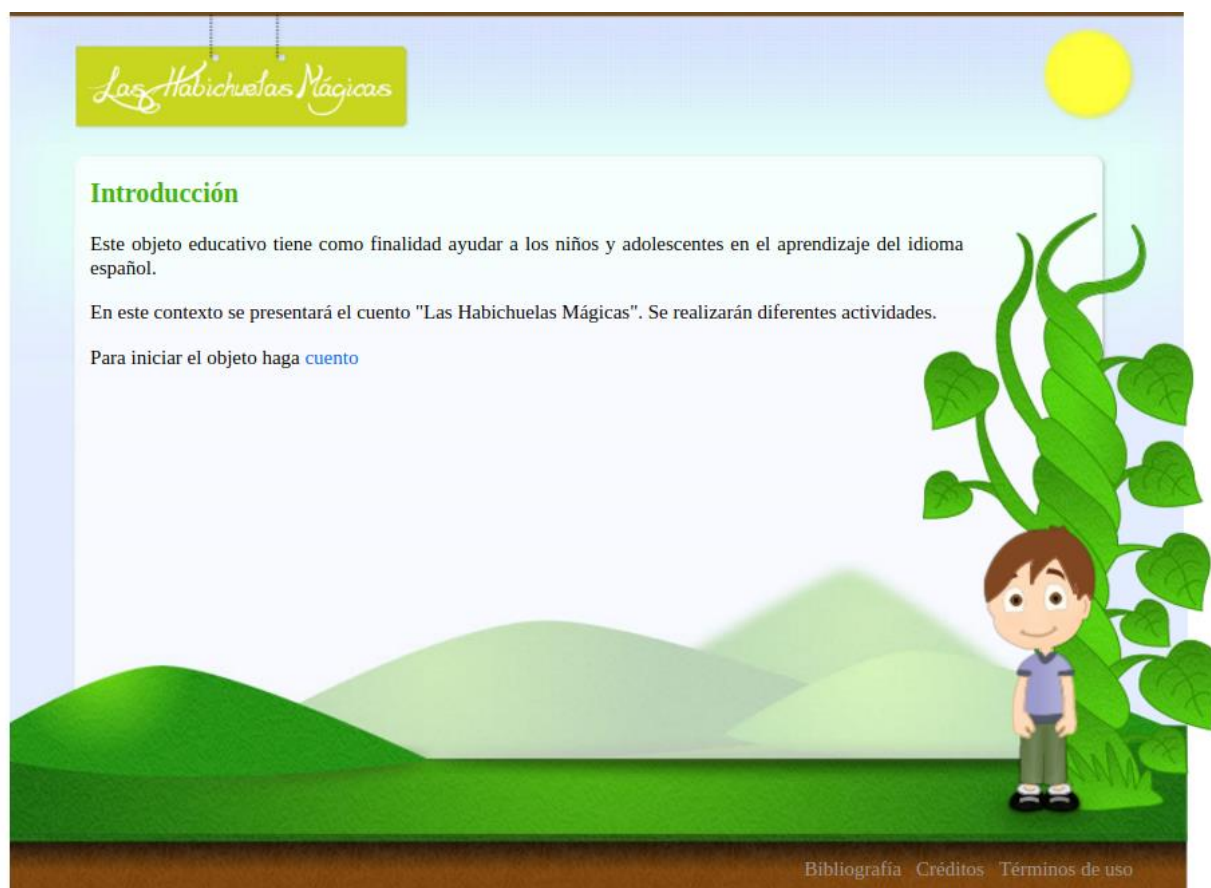 Las Habichuelas Mágicas
Introducción
Este objeto educativo tiene como finalidad ayudar a los niños y adolescentes en el aprendizaje del idioma
español.
En este contexto se presentará el cuento "Las Habichuelas Mágicas". Se realizarán diferentes actividades.
Para iniciar el objeto haga cuento
Bibliografía Créditos Términos de uso